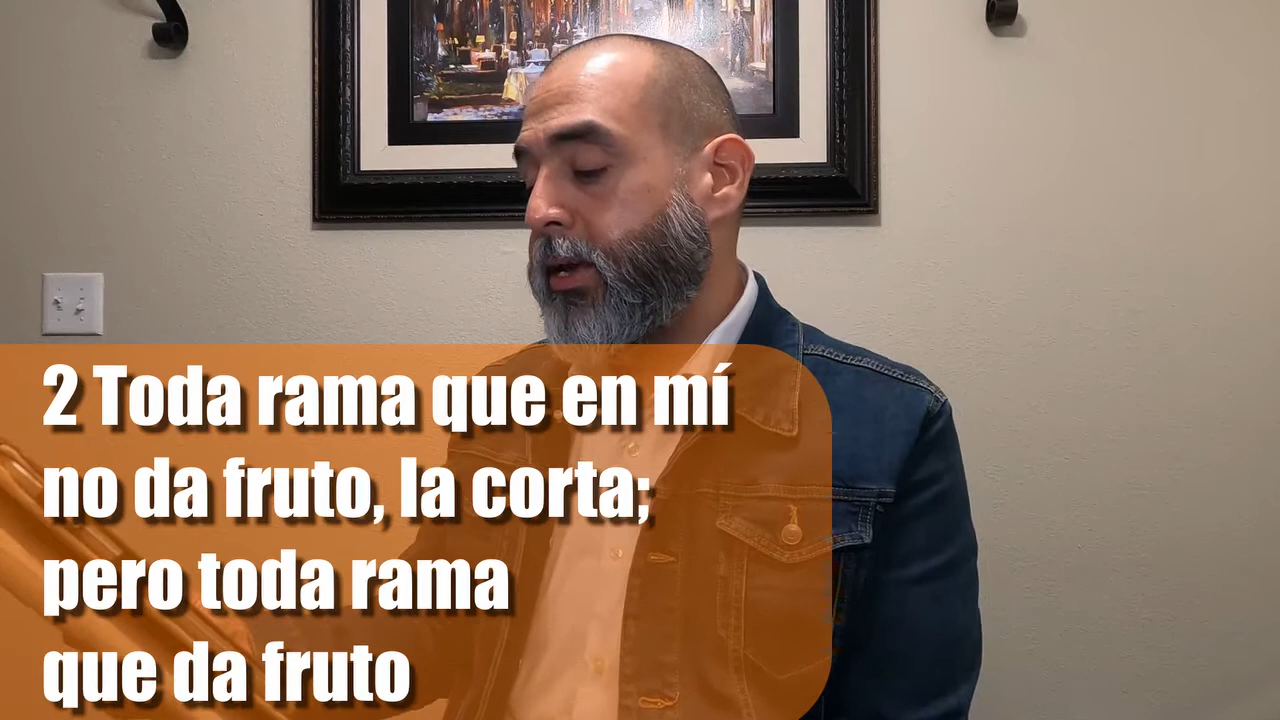 2 Toda rama que en mí
no da fruto, la corta;
pero toda rama
que da fruto